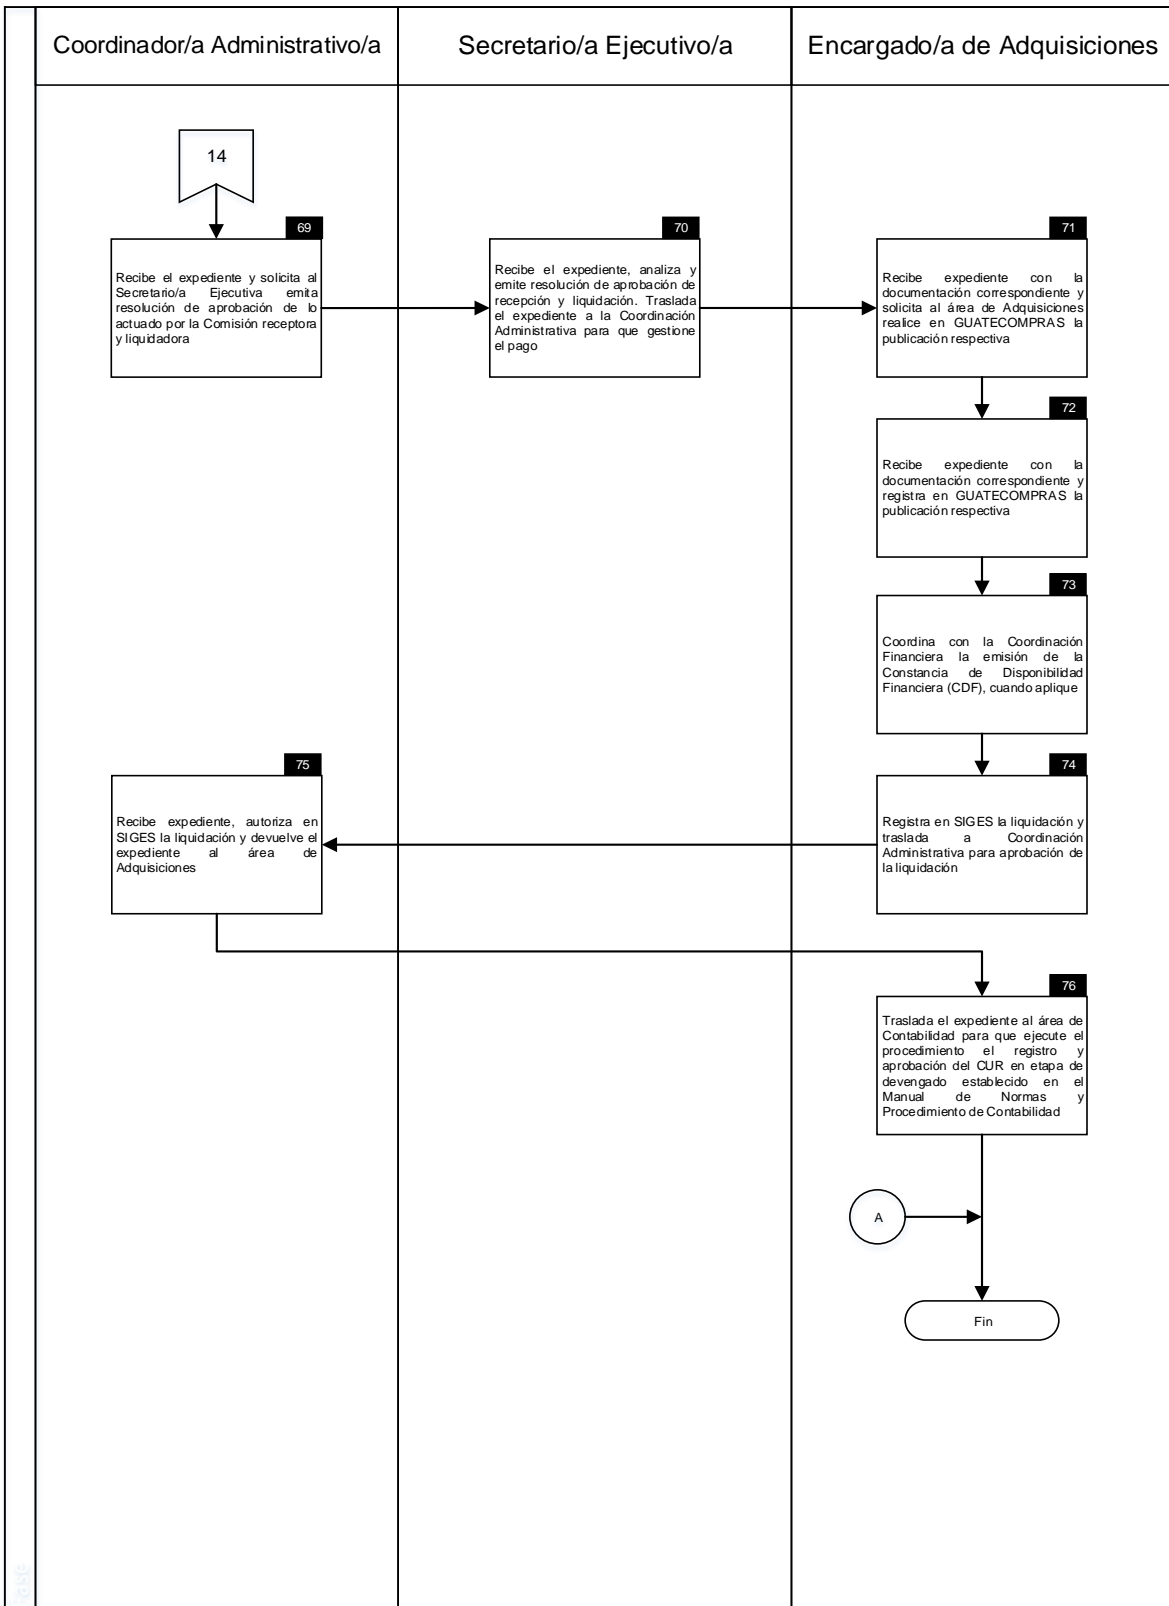 Coordinador/a Administrativo/a
Secretario/a Ejecutivo/a
Encargado/a de Adquisiciones
14
69
Recibe el expediente y solicita al
Secretario/a Ejecutiva emita
resolución de aprobación de lo
actuado por la Comisión receptora
y liquidadora
70
Recibe el expediente, analiza y
emite resolución de aprobación de
recepción y liquidación. Traslada
el expediente a la Coordinación
Administrativa para que gestione
el pago
71
Recibe expediente con la
documentación correspondiente y
solicita al área de Adquisiciones
realice en GUATECOMPRAS la
publicación respectiva
72
Recibe expediente con la
documentación correspondiente y
registra en GUATECOMPRAS la
publicación respectiva
73
Coordina con la Coordinación
Financiera la emisión de la
Constancia de Disponibilidad
Financiera (CDF), cuando aplique
74
Registra en SIGES la liquidación y
traslada a Coordinación
Administrativa para aprobación de
la liquidación
75
Recibe expediente, autoriza en
SIGES la liquidación y devuelve el
expediente al área de
Adquisiciones
76
Traslada el expediente al área de
Contabilidad para que ejecute el
procedimiento el registro y
aprobación del CUR en etapa de
devengado establecido en el
Manual de Normas y
Procedimiento de Contabilidad
A
Fin
Fase